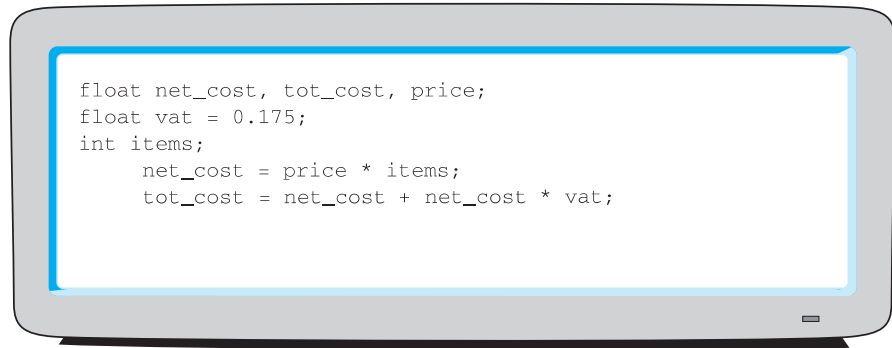 float net_cost, tot_cost, price;
float vat = 0.175;
int items;
net_cost = price * items;
tot_cost = net_cost + net_cost * vat;